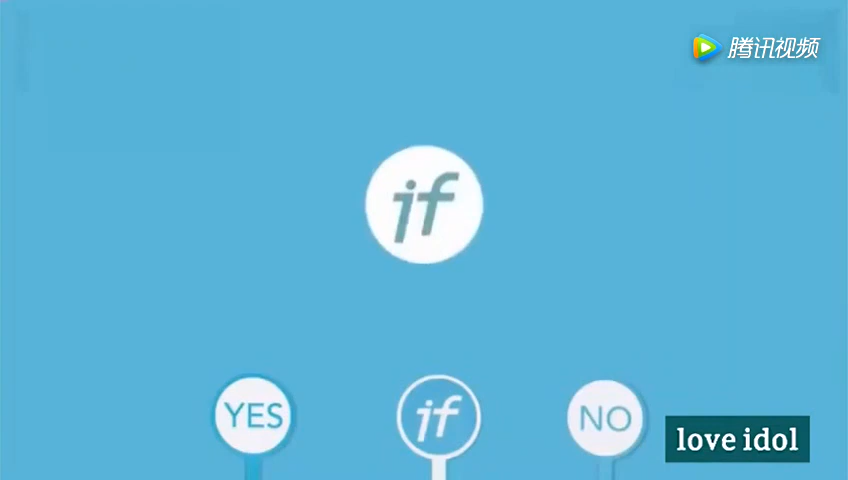 腾讯视频
if
YES
if
NO
love idol